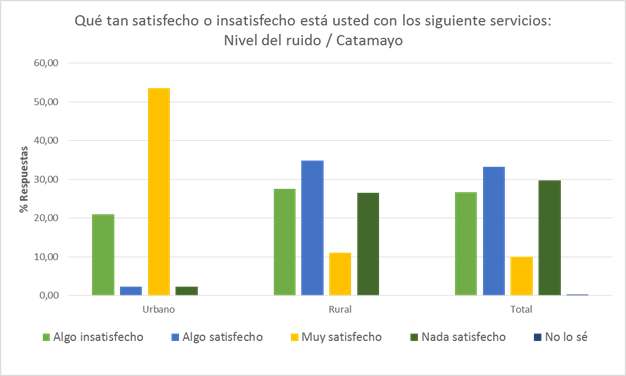 Qué tan satisfecho o insatisfecho está usted con los siguiente servicios:
Nivel del ruido / Catamayo
60,00
50,00
40,00
30,00
20,00
10,00
0,00
% Respuestas
Urbano Rural Total
Algo insatisfecho Algo satisfecho Muy satisfecho Nada satisfecho No lo sé